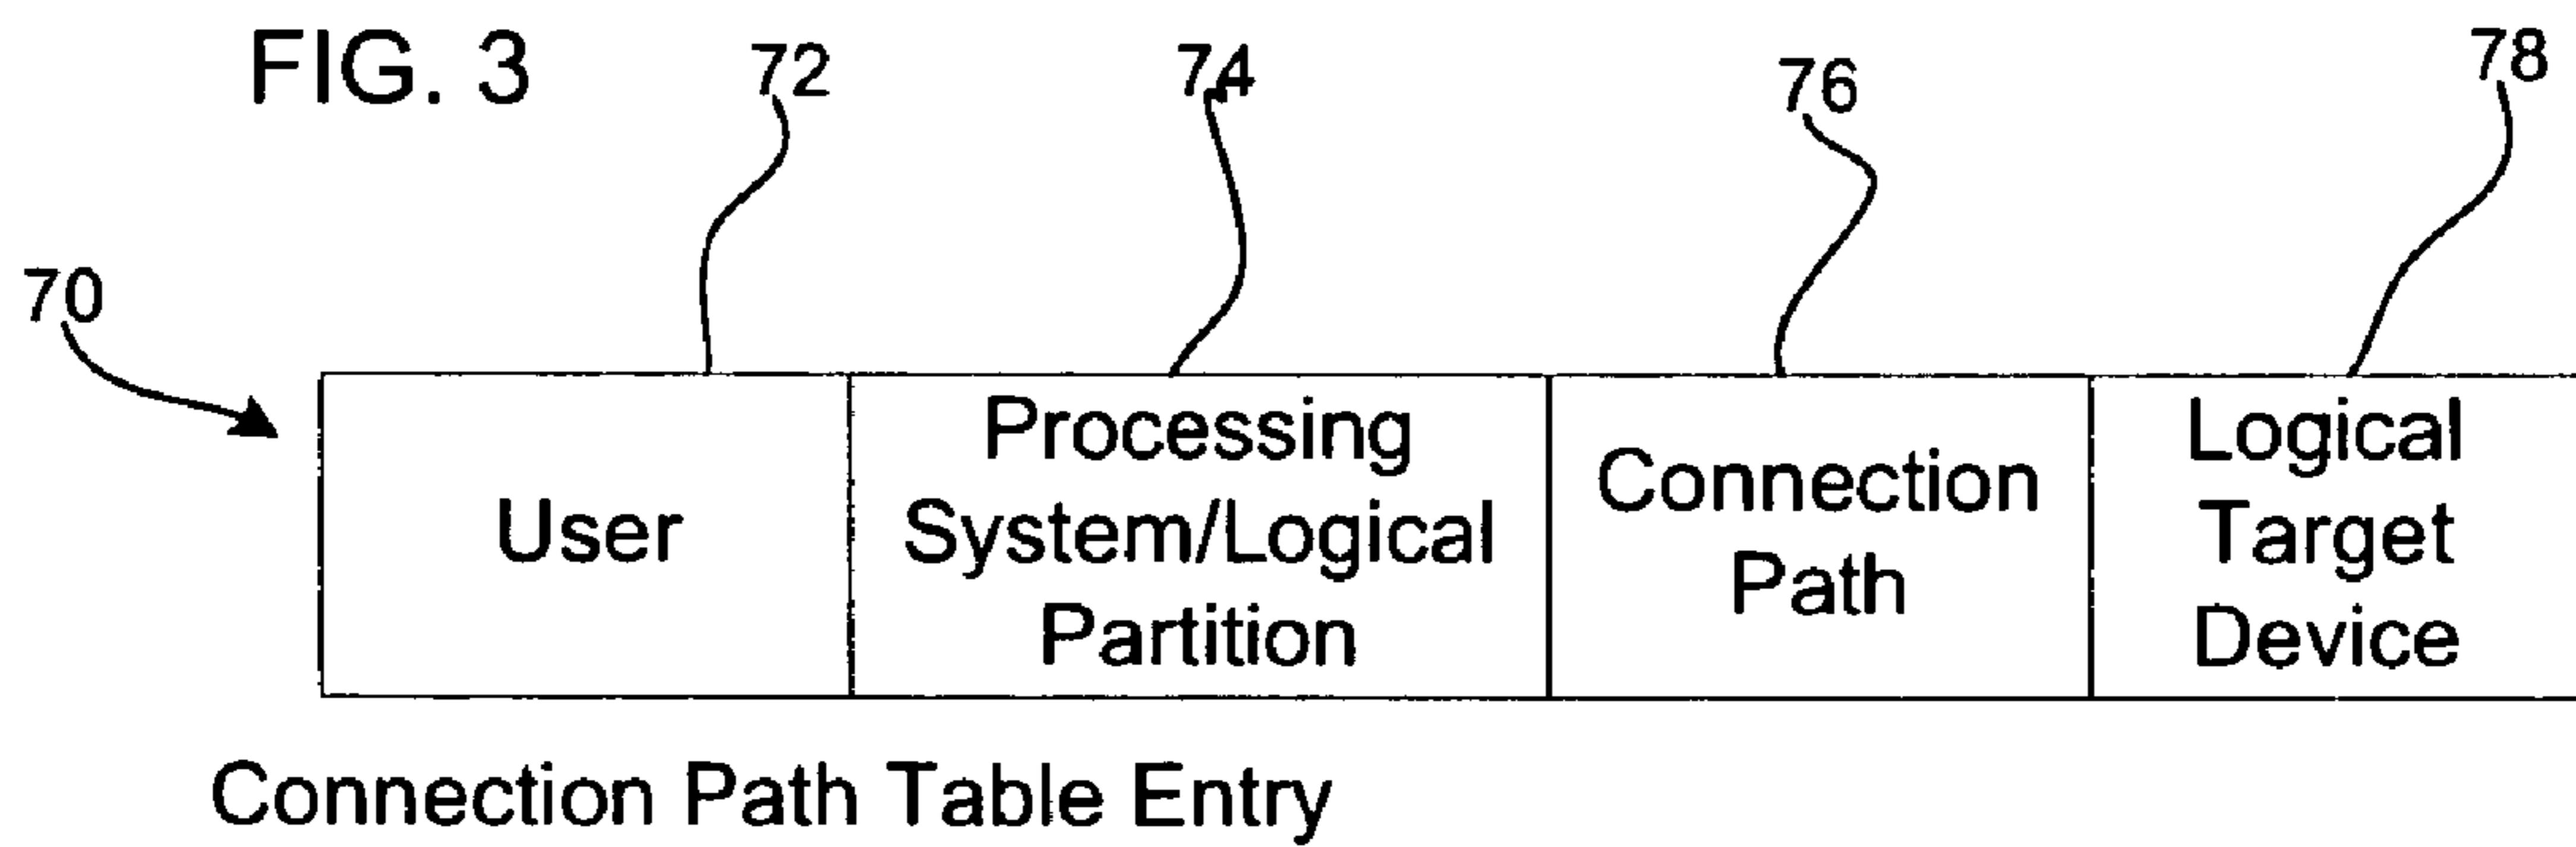 FIG. 3
72
74
76
78
70
User
Processing
System/Logical
Partition
Connection
Path
Logical
Target
Device
Connection Path Table Entry